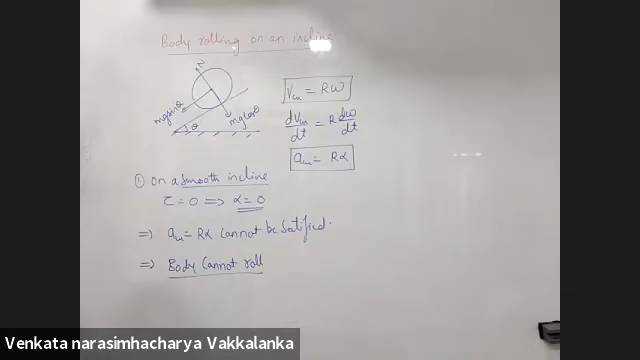 Body rolling on an incline
N
mg sinθ
θ
mg cosθ
Vcm = Rω
dVcm/dt = R dω/dt
acm = Rα
① on a smooth incline
τ = 0 ⟹ α = 0
⟹ acm = Rα cannot be satified.
⟹ Body Cannot roll
Venkata narasimhacharya Vakkalanka